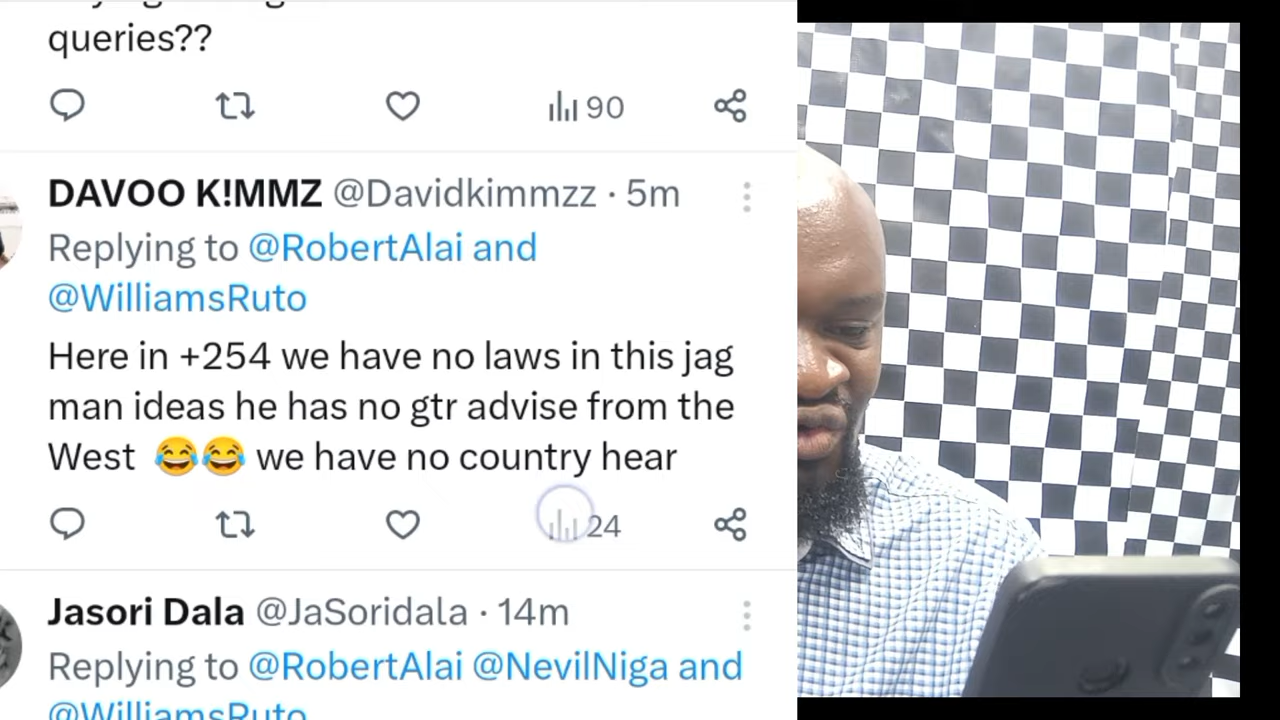 queries??
90
DAVOO K!MMZ @Davidkimmzz · 5m
Replying to @RobertAlai and
@WilliamsRuto
Here in +254 we have no laws in this jag
man ideas he has no gtr advise from the
West 😂😂 we have no country hear
24
Jasori Dala @JaSoridala · 14m
Replying to @RobertAlai @NevilNiga and
@WilliamsRuto